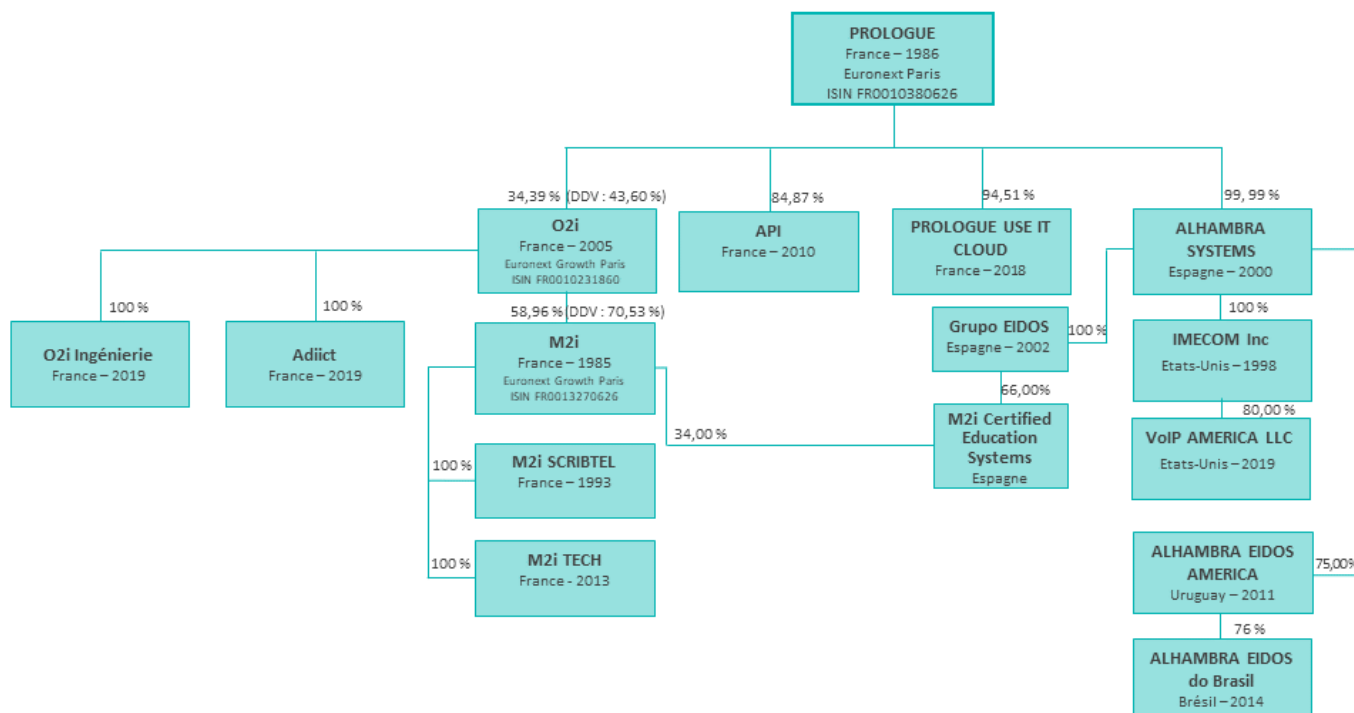 PROLOGUE
France – 1986
Euronext Paris
ISIN FR0010380626
34,39 % (DDV : 43,60 %)
84,87 %
94,51 %
99, 99 %
O2i
France – 2005
Euronext Growth Paris
ISIN FR0010231860
API
France – 2010
PROLOGUE USE IT
CLOUD
France – 2018
ALHAMBRA
SYSTEMS
Espagne – 2000
100 %
100 %
58,96 % (DDV : 70,53 %)
100 %
100 %
O2i Ingénierie
France – 2019
Adiict
France – 2019
M2i
France – 1985
Euronext Growth Paris
ISIN FR0013270626
Grupo EIDOS
Espagne – 2002
IMECOM Inc
Etats-Unis – 1998
66,00%
80,00 %
34,00 %
M2i Certified
Education
Systems
Espagne
VoIP AMERICA LLC
Etats-Unis – 2019
100 %
M2i SCRIBTEL
France – 1993
100 %
M2i TECH
France - 2013
ALHAMBRA EIDOS
AMERICA
Uruguay – 2011
75,00%
76 %
ALHAMBRA EIDOS
do Brasil
Brésil – 2014